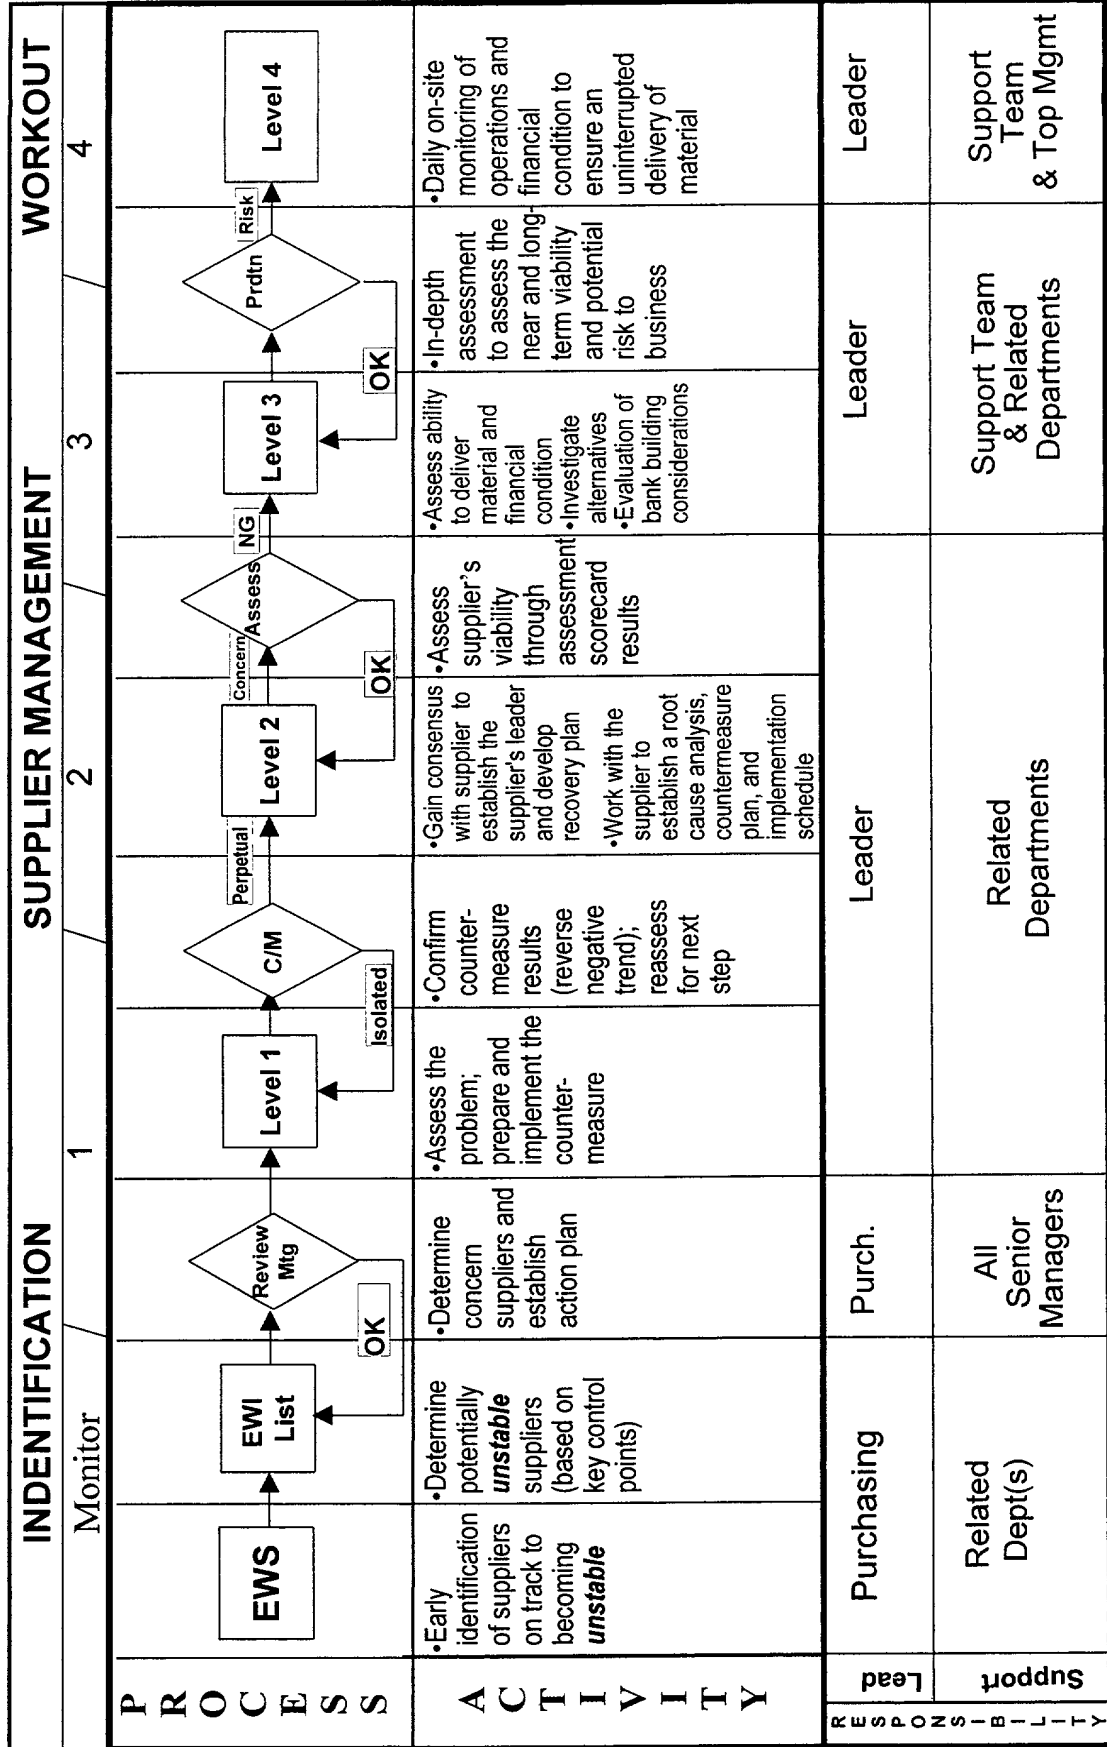 INDENTIFICATION
SUPPLIER MANAGEMENT
WORKOUT
Monitor
1
2
3
4
P
R
O
C
E
S
S
EWS
EWI
List
Review
Mtg
OK
Level 1
C/M
Isolated
Perpetual
Level 2
Concern
Assess
OK
NG
Level 3
Prdtn
OK
Risk
Level 4
A
C
T
I
V
I
T
Y
•Early
identification
of suppliers
on track to
becoming
unstable
•Determine
potentially
unstable
suppliers
(based on
key control
points)
•Determine
concern
suppliers and
establish
action plan
•Assess the
problem;
prepare and
implement the
counter-
measure
•Confirm
counter-
measure
results
(reverse
negative
trend);
reassess
for next
step
•Gain consensus
with supplier to
establish the
supplier's leader
and develop
recovery plan
•Work with the
supplier to
establish a root
cause analysis,
countermeasure
plan, and
implementation
schedule
•Assess
supplier's
viability
through
assessment
scorecard
results
•Assess ability
to deliver
material and
financial
condition
•Investigate
alternatives
•Evaluation of
bank building
considerations
•In-depth
assessment
to assess the
near and long-
term viability
and potential
risk to
business
•Daily on-site
monitoring of
operations and
financial
condition to
ensure an
uninterrupted
delivery of
material
R
E
S
P
O
N
S
I
B
I
L
I
T
Y
Lead
Purchasing
Purch.
Leader
Leader
Leader
Support
Related
Dept(s)
All
Senior
Managers
Related
Departments
Support Team
& Related
Departments
Support
Team
& Top Mgmt